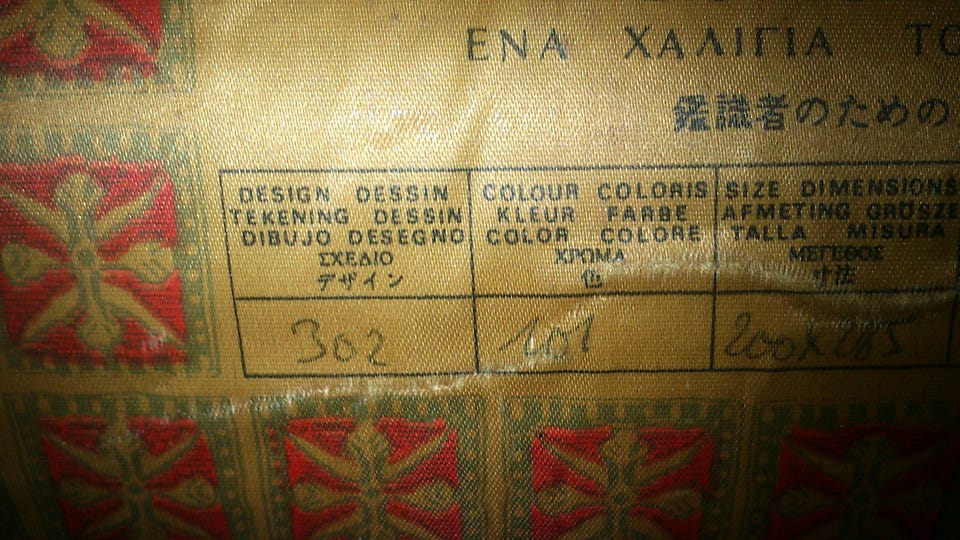 ΕΝΑ ΧΑΛΙΓΙΑ ΤΟ
鑑識者のための
DESIGN DESSIN
TEKENING DESSIN
DIBUJO DESEGNO
ΣΧΕΔΙΟ
デザイン
302
COLOUR COLORIS
KLEUR FARBE
COLOR COLORE
ΧΡΩΜΑ
色
101
SIZE DIMENSIONS
AFMETING GRÖSZE
TALLA MISURA
ΜΕΓΕΘΟΣ
寸法
200x285